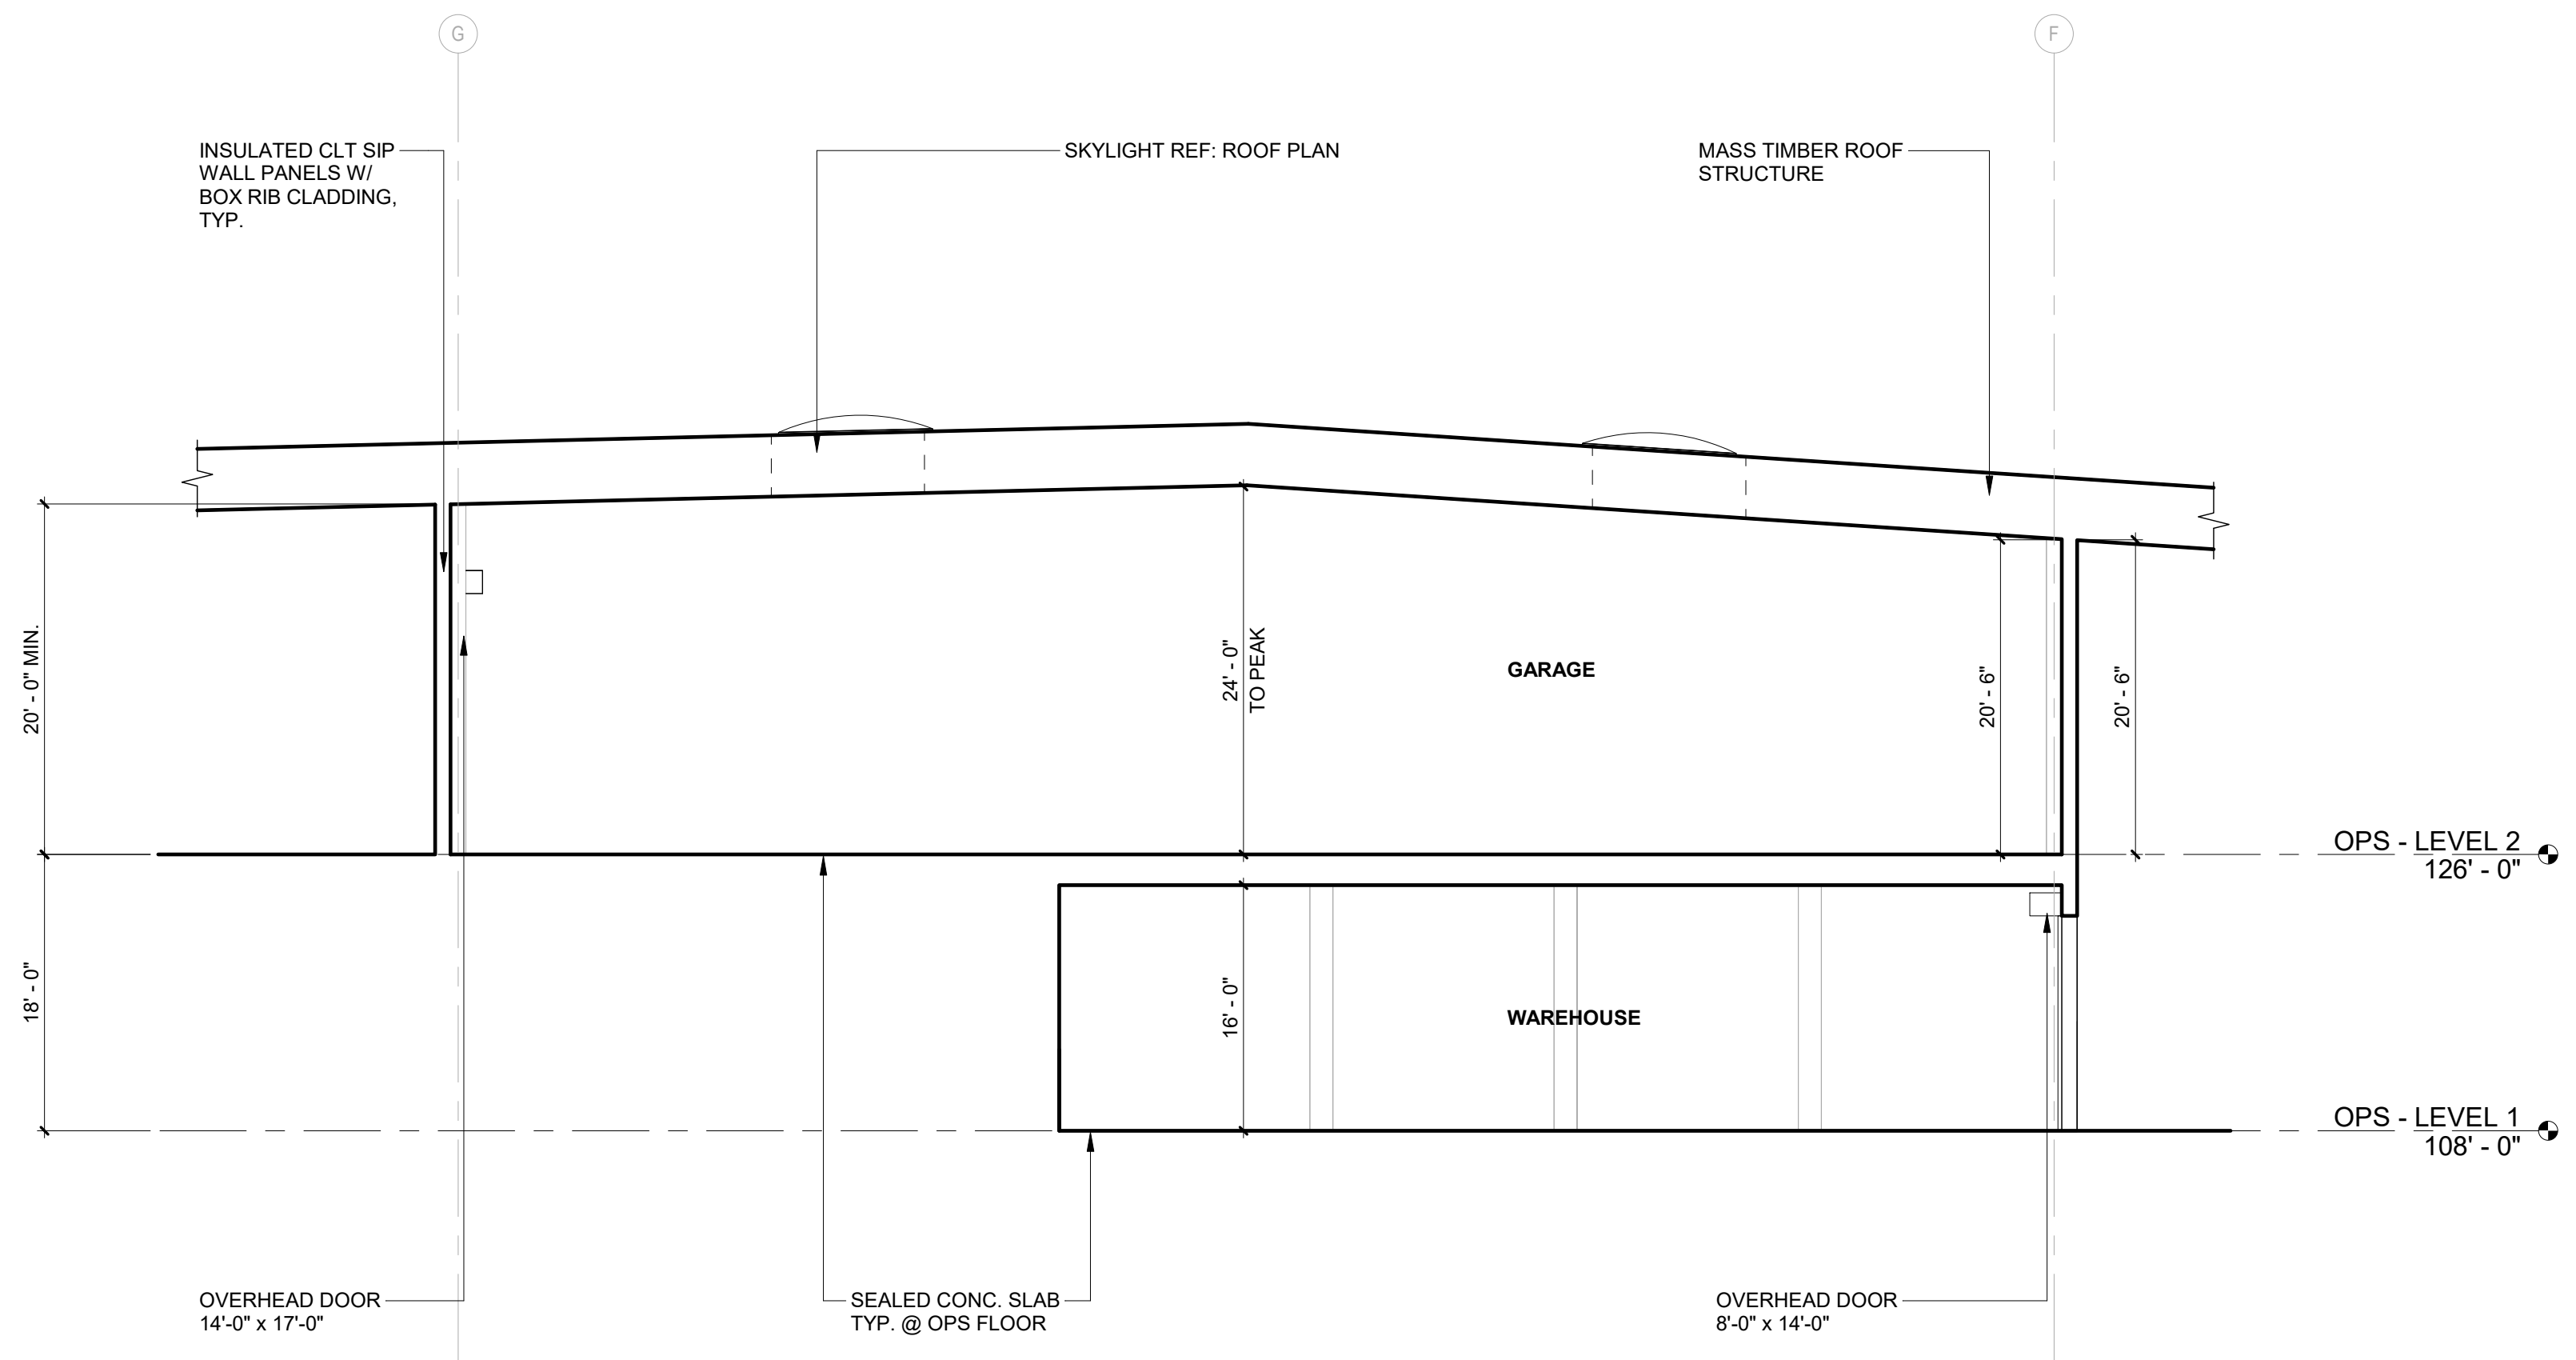 G
F
INSULATED CLT SIP
WALL PANELS W/
BOX RIB CLADDING,
TYP.
SKYLIGHT REF: ROOF PLAN
MASS TIMBER ROOF
STRUCTURE
20' - 0" MIN.
24' - 0"
TO PEAK
GARAGE
20' - 6"
20' - 6"
OPS - LEVEL 2
126' - 0"
18' - 0"
16' - 0"
WAREHOUSE
OPS - LEVEL 1
108' - 0"
OVERHEAD DOOR
14'-0" x 17'-0"
SEALED CONC. SLAB
TYP. @ OPS FLOOR
OVERHEAD DOOR
8'-0" x 14'-0"